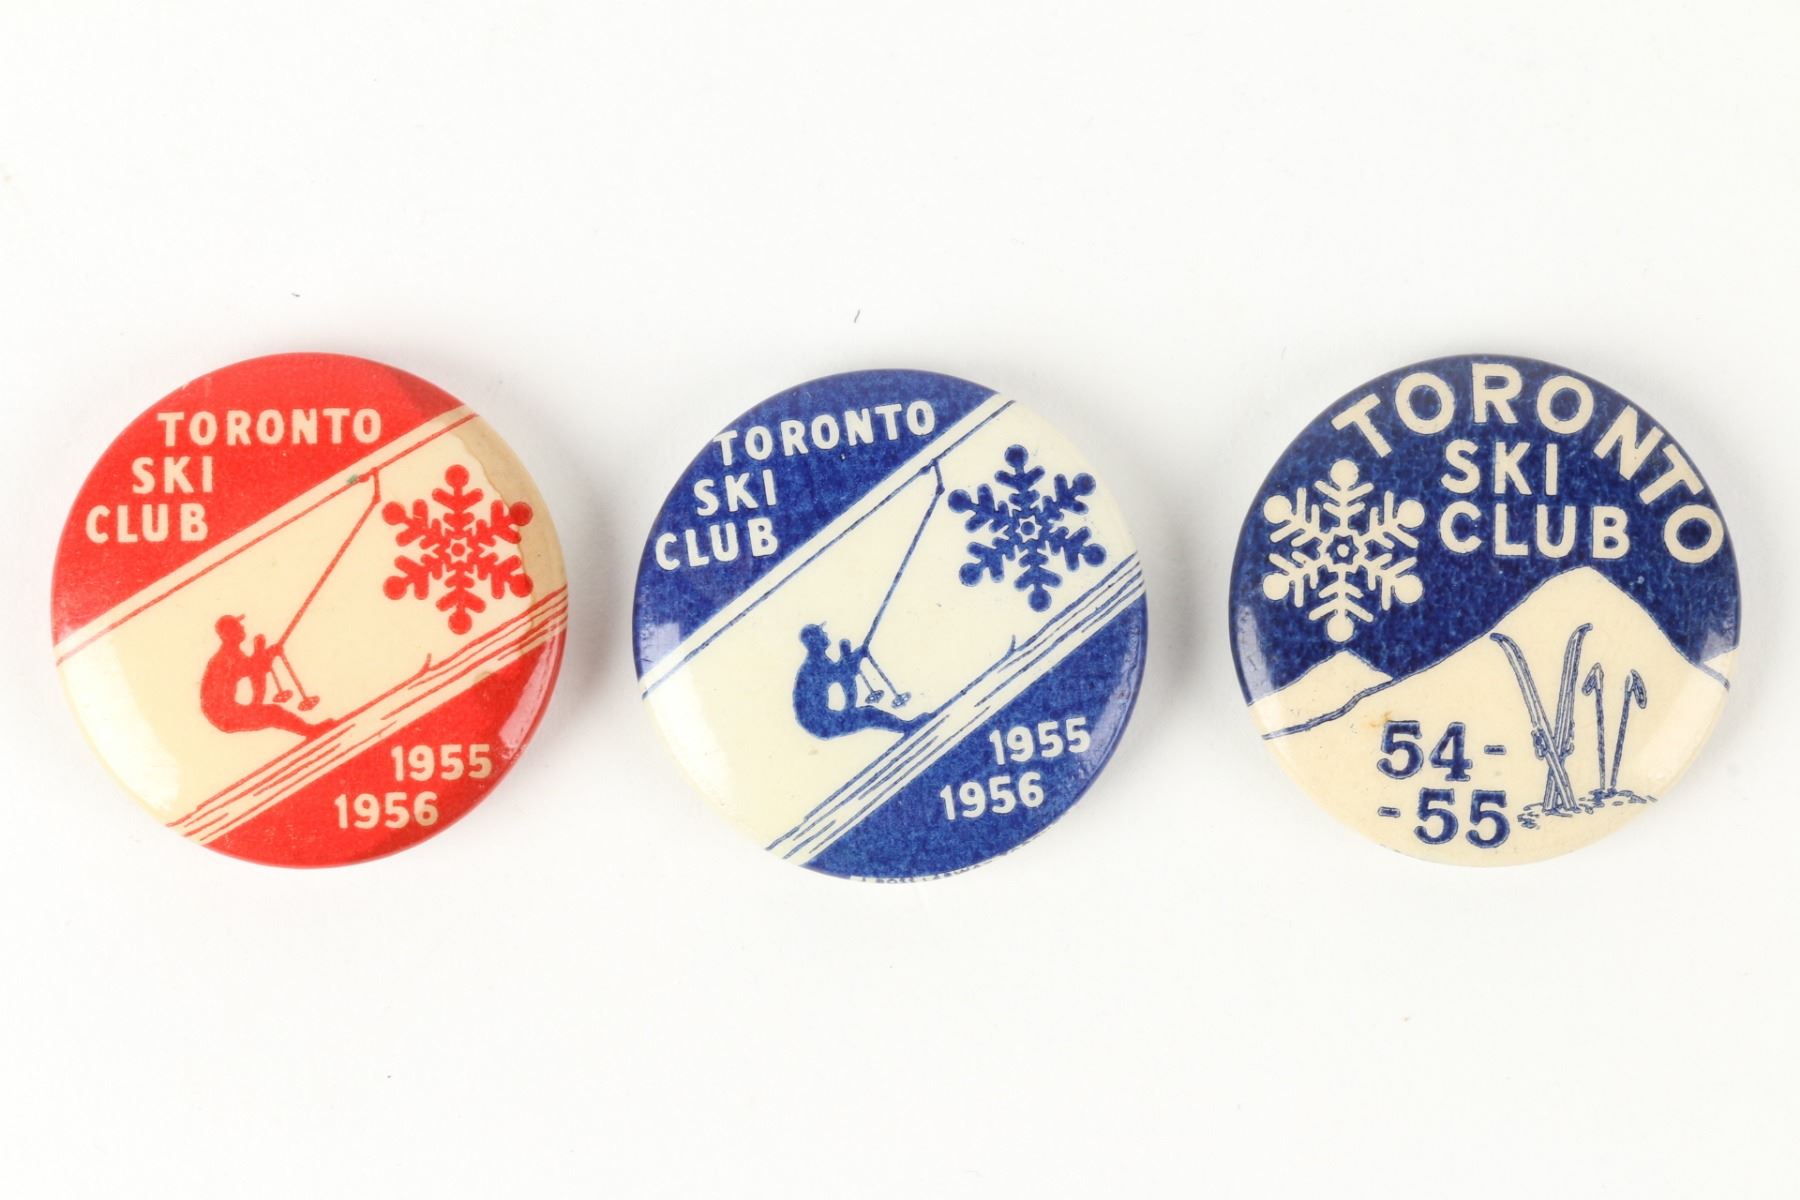 TORONTO
SKI
CLUB
1955
1956
TORONTO
SKI
CLUB
1955
1956
TORONTO
SKI
CLUB
54-
-55